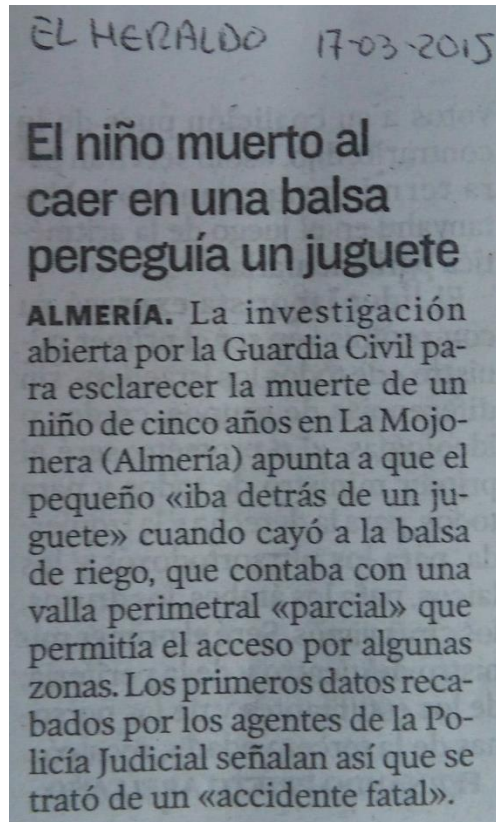 EL HERALDO 17-03-2015
El niño muerto al
caer en una balsa
perseguía un juguete
ALMERÍA. La investigación
abierta por la Guardia Civil pa-
ra esclarecer la muerte de un
niño de cinco años en La Mojo-
nera (Almería) apunta a que el
pequeño «iba detrás de un ju-
guete» cuando cayó a la balsa
de riego, que contaba con una
valla perimetral «parcial» que
permitía el acceso por algunas
zonas. Los primeros datos reca-
bados por los agentes de la Po-
licía Judicial señalan así que se
trató de un «accidente fatal».